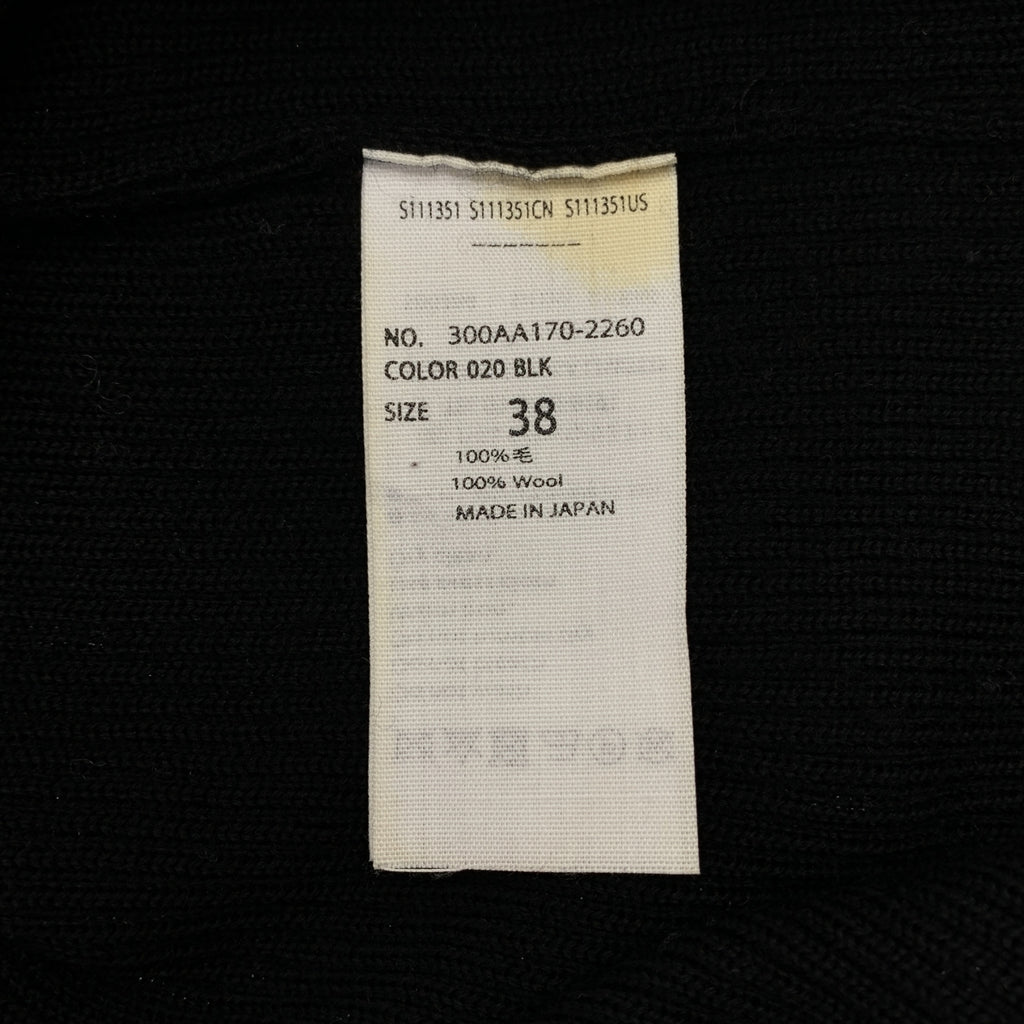 S111351 S111351CN S111351US
-------
NO. 300AA170-2260
COLOR 020 BLK
SIZE 38
100%毛
100% Wool
MADE IN JAPAN